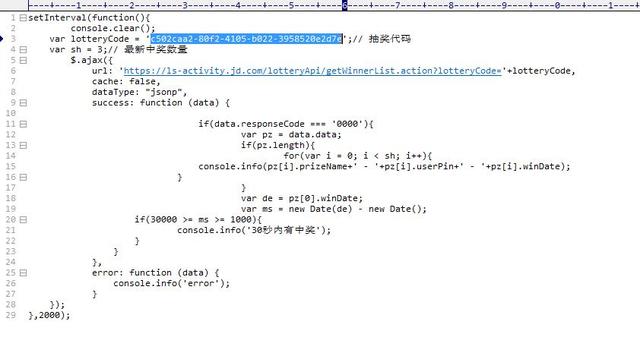 ----+----1----+----2----+----3----+----4----+----5----+----6----+----7----+----8----+----9----+----0--
1 setInterval(function(){
2 console.clear();
3 var lotteryCode = 'c502caa2-80f2-4105-b022-3958520e2d7e';// 抽奖代码
4 var sh = 3;// 最新中奖数量
5 $.ajax({
6 url: 'https://ls-activity.jd.com/lotteryApi/getWinnerList.action?lotteryCode='+lotteryCode,
7 cache: false,
8 dataType: "jsonp",
9 success: function (data) {
10
11 if(data.responseCode === '0000'){
12 var pz = data.data;
13 if(pz.length){
14 for(var i = 0; i < sh; i++){
15 console.info(pz[i].prizeName+' - '+pz[i].userPin+' - '+pz[i].winDate);
16 }
17 }
18 var de = pz[0].winDate;
19 var ms = new Date(de) - new Date();
20 if(30000 >= ms >= 1000){
21 console.info('30秒内有中奖');
22 }
23 }
24 },
25 error: function (data) {
26 console.info('error');
27 }
28 });
29 },2000);